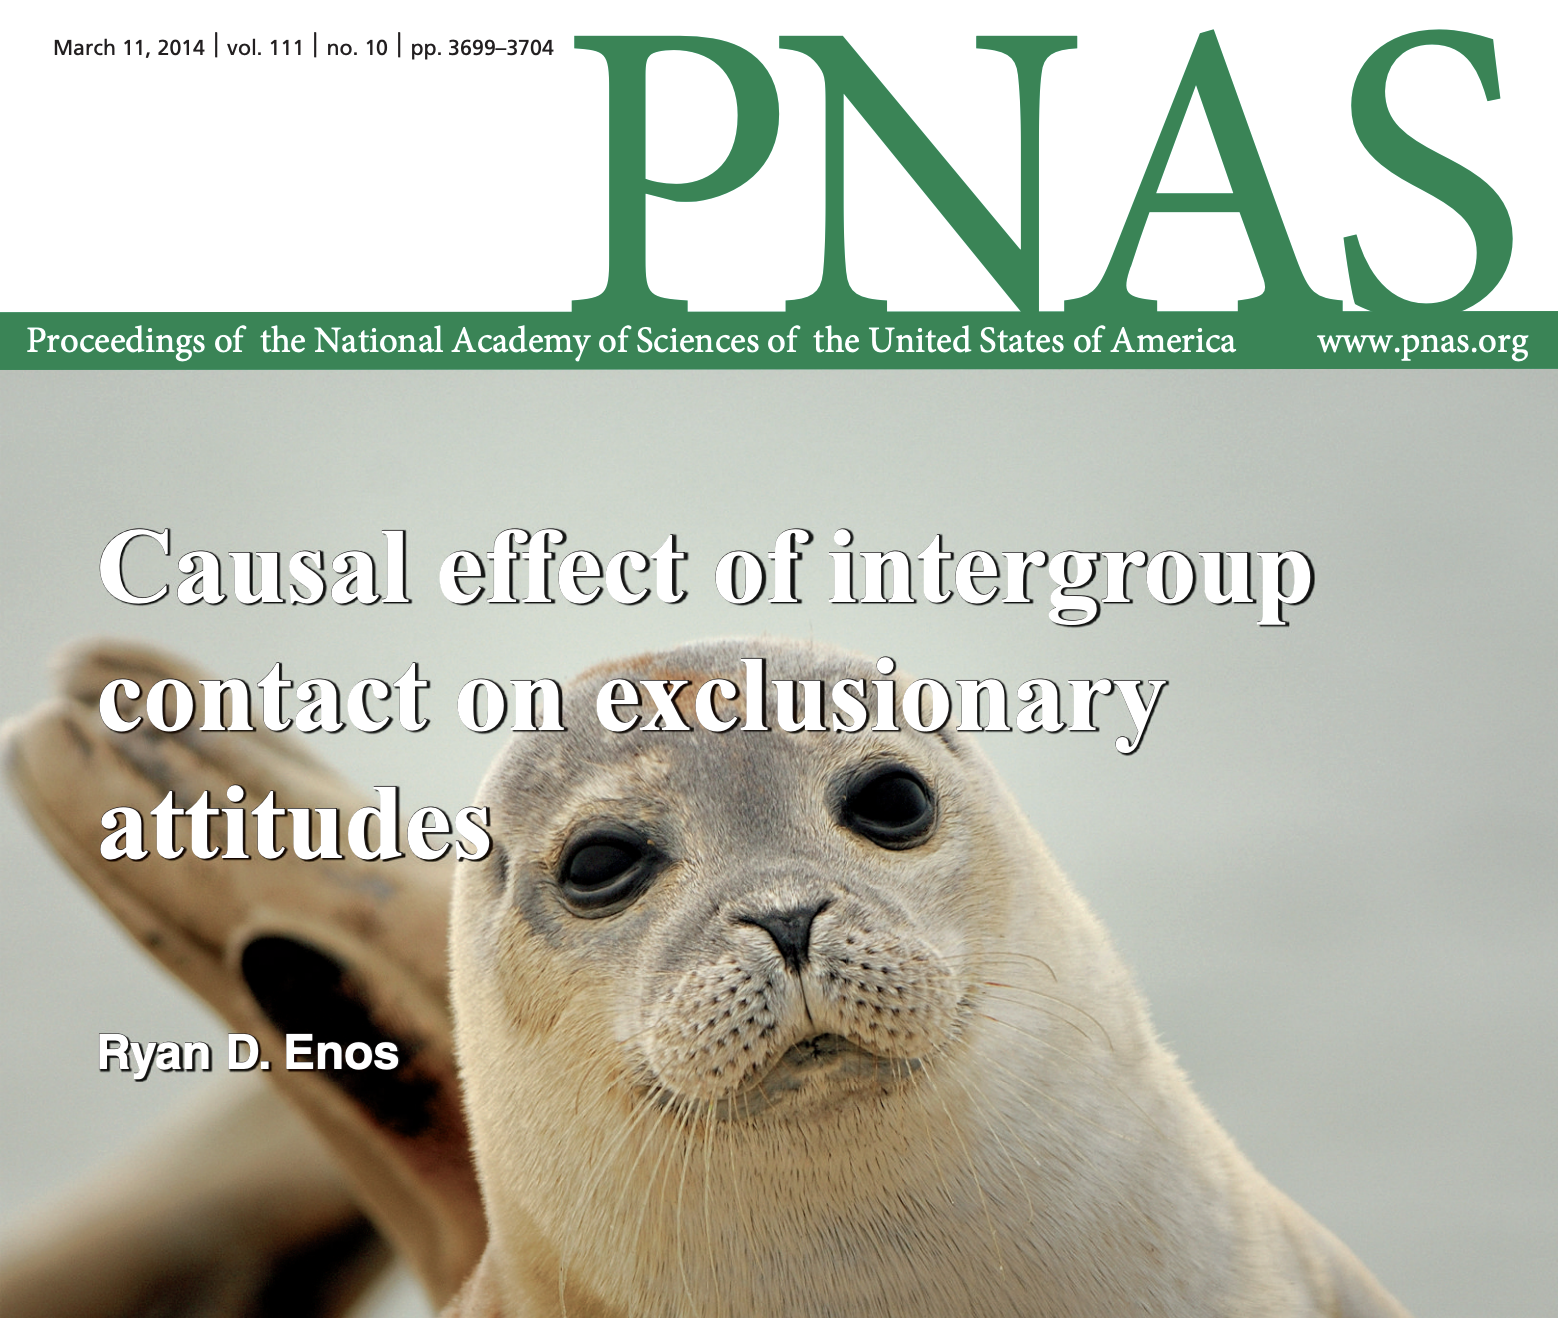 March 11, 2014 | vol. 111 | no. 10 | pp. 3699–3704
PNAS
Proceedings of the National Academy of Sciences of the United States of America www.pnas.org
Causal effect of intergroup
contact on exclusionary
attitudes
Ryan D. Enos